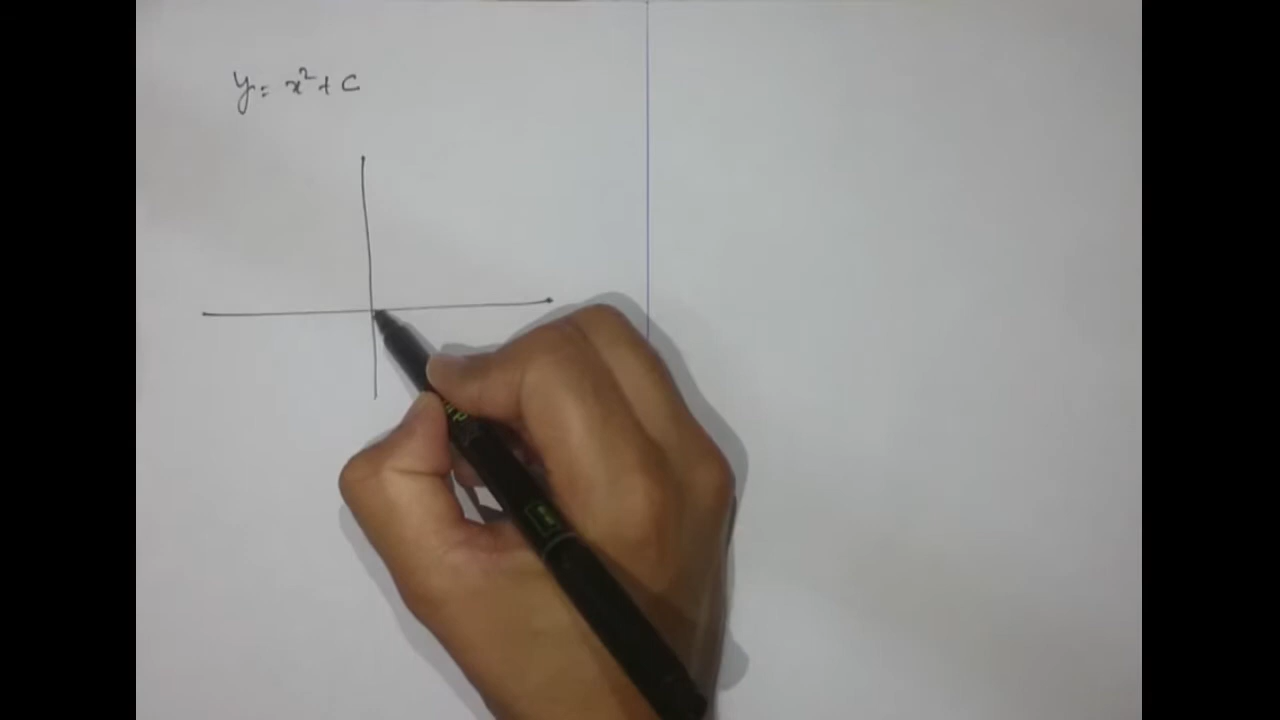 y = x² + c